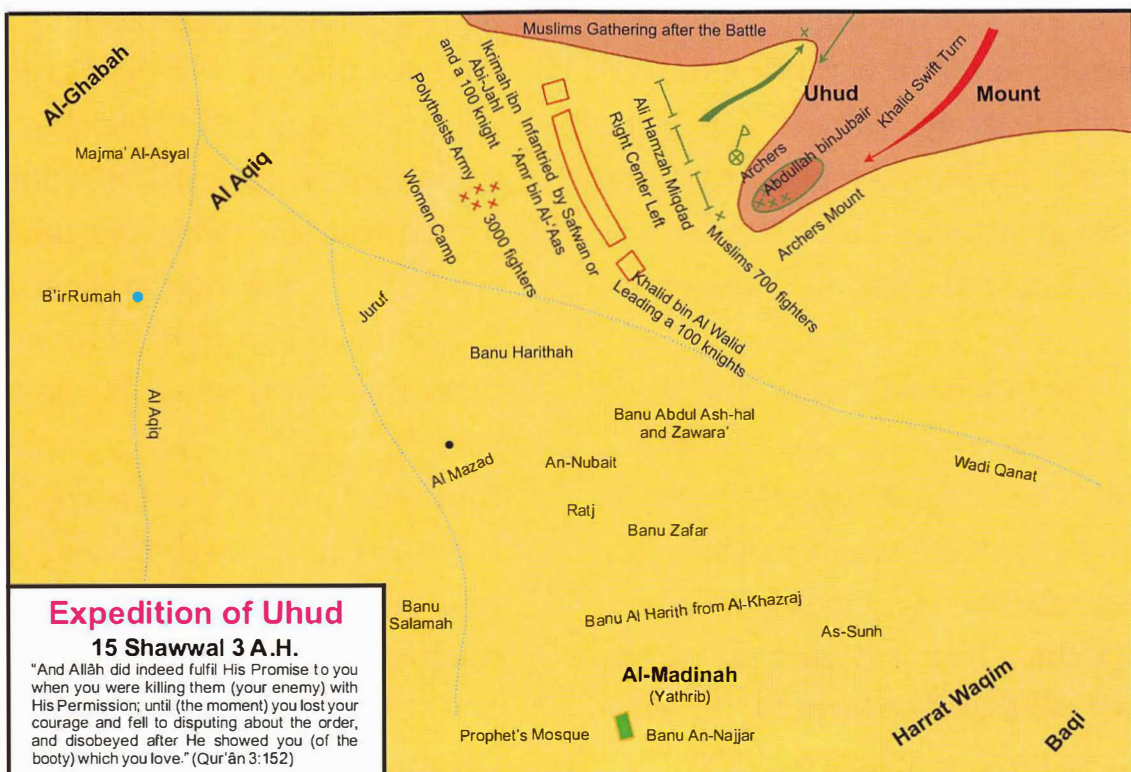 Muslims Gathering after the Battle
Al-Ghabah
Majma' Al-Asyal
Al Aqiq
B'irRumah
Al Aqiq
Juruf
Women Camp
Polytheists Army
3000 fighters
Ikrimah ibn
Abi-Jahl
and a 100 knight
Infantried by Safwan or
'Amr bin Al-'Aas
Khalid bin Al Walid
Leading a 100 knights
Ali Hamzah Miqdad
Right Center Left
Muslims 700 fighters
Uhud
Mount
Khalid Swift Turn
Archers
Abdullah binJubair
Archers Mount
Banu Harithah
Banu Abdul Ash-hal
and Zawara'
Al Mazad
An-Nubait
Wadi Qanat
Ratj
Banu Zafar
Banu
Salamah
Banu Al Harith from Al-Khazraj
As-Sunh
Al-Madinah
(Yathrib)
Prophet's Mosque
Banu An-Najjar
Harrat Waqim
Baqi
Expedition of Uhud
15 Shawwal 3 A.H.
"And Allâh did indeed fulfil His Promise to you
when you were killing them (your enemy) with
His Permission; until (the moment) you lost your
courage and fell to disputing about the order,
and disobeyed after He showed you (of the
booty) which you love." (Qur'ân 3:152)